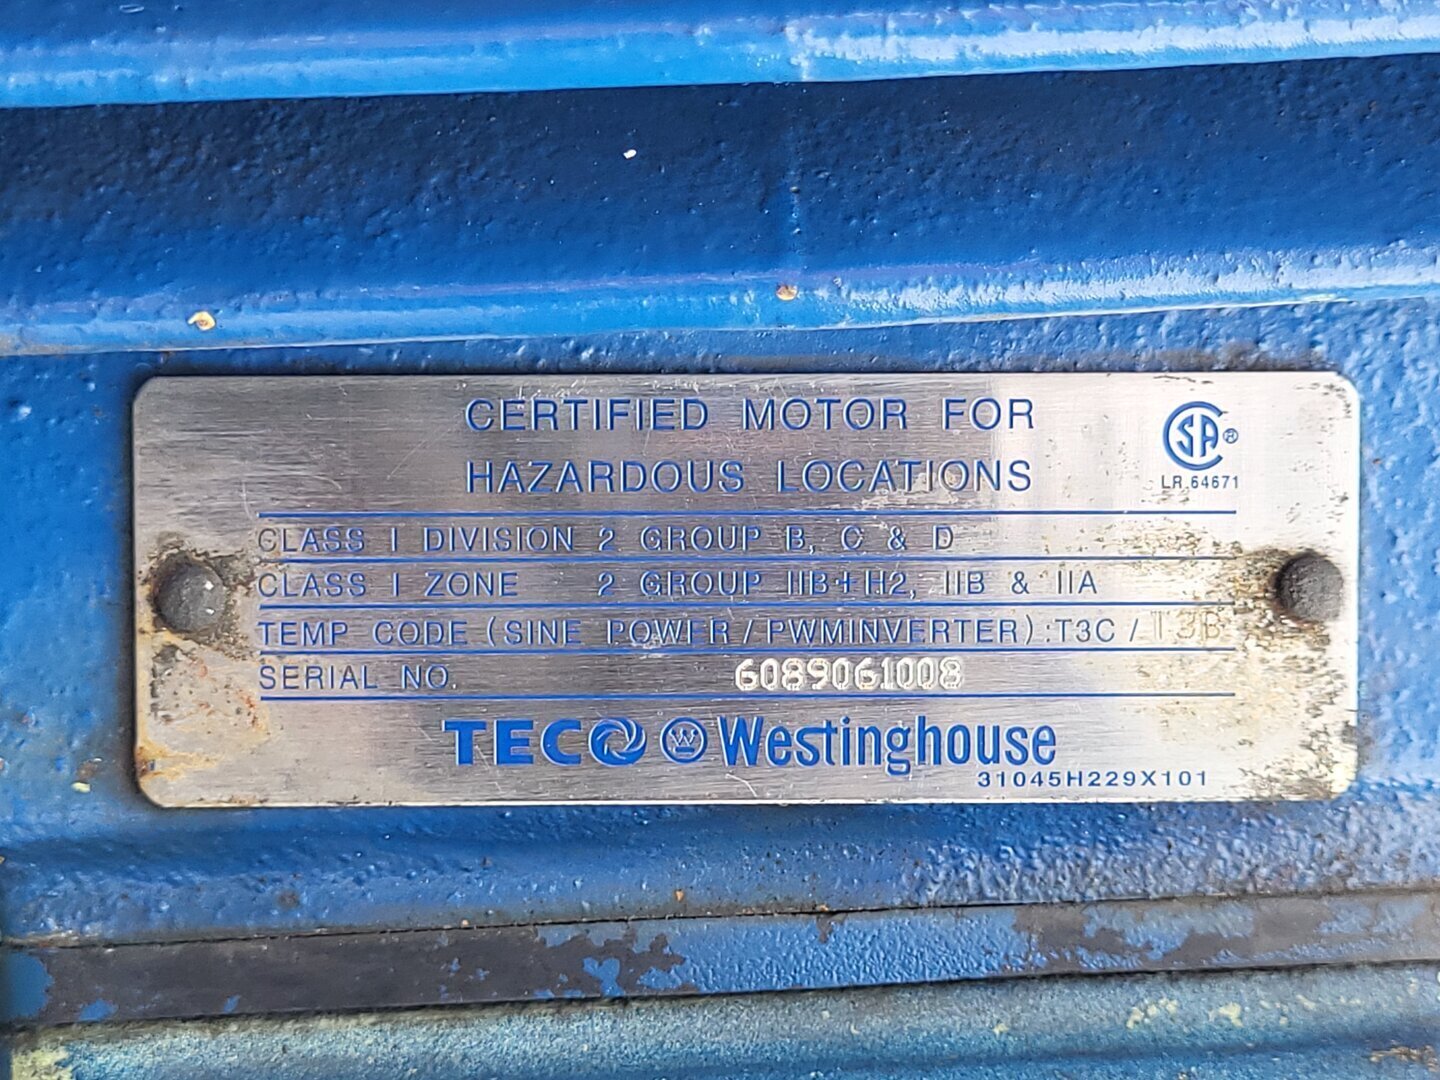 CERTIFIED MOTOR FOR
HAZARDOUS LOCATIONS
SA ®
LR 64671
CLASS I DIVISION 2 GROUP B, C & D
CLASS I ZONE 2 GROUP IIB+H2, IIB & IIA
TEMP CODE (SINE POWER / PWMINVERTER):T3C / T3B
SERIAL NO. 6089061008
TECO W Westinghouse
31045H229X101